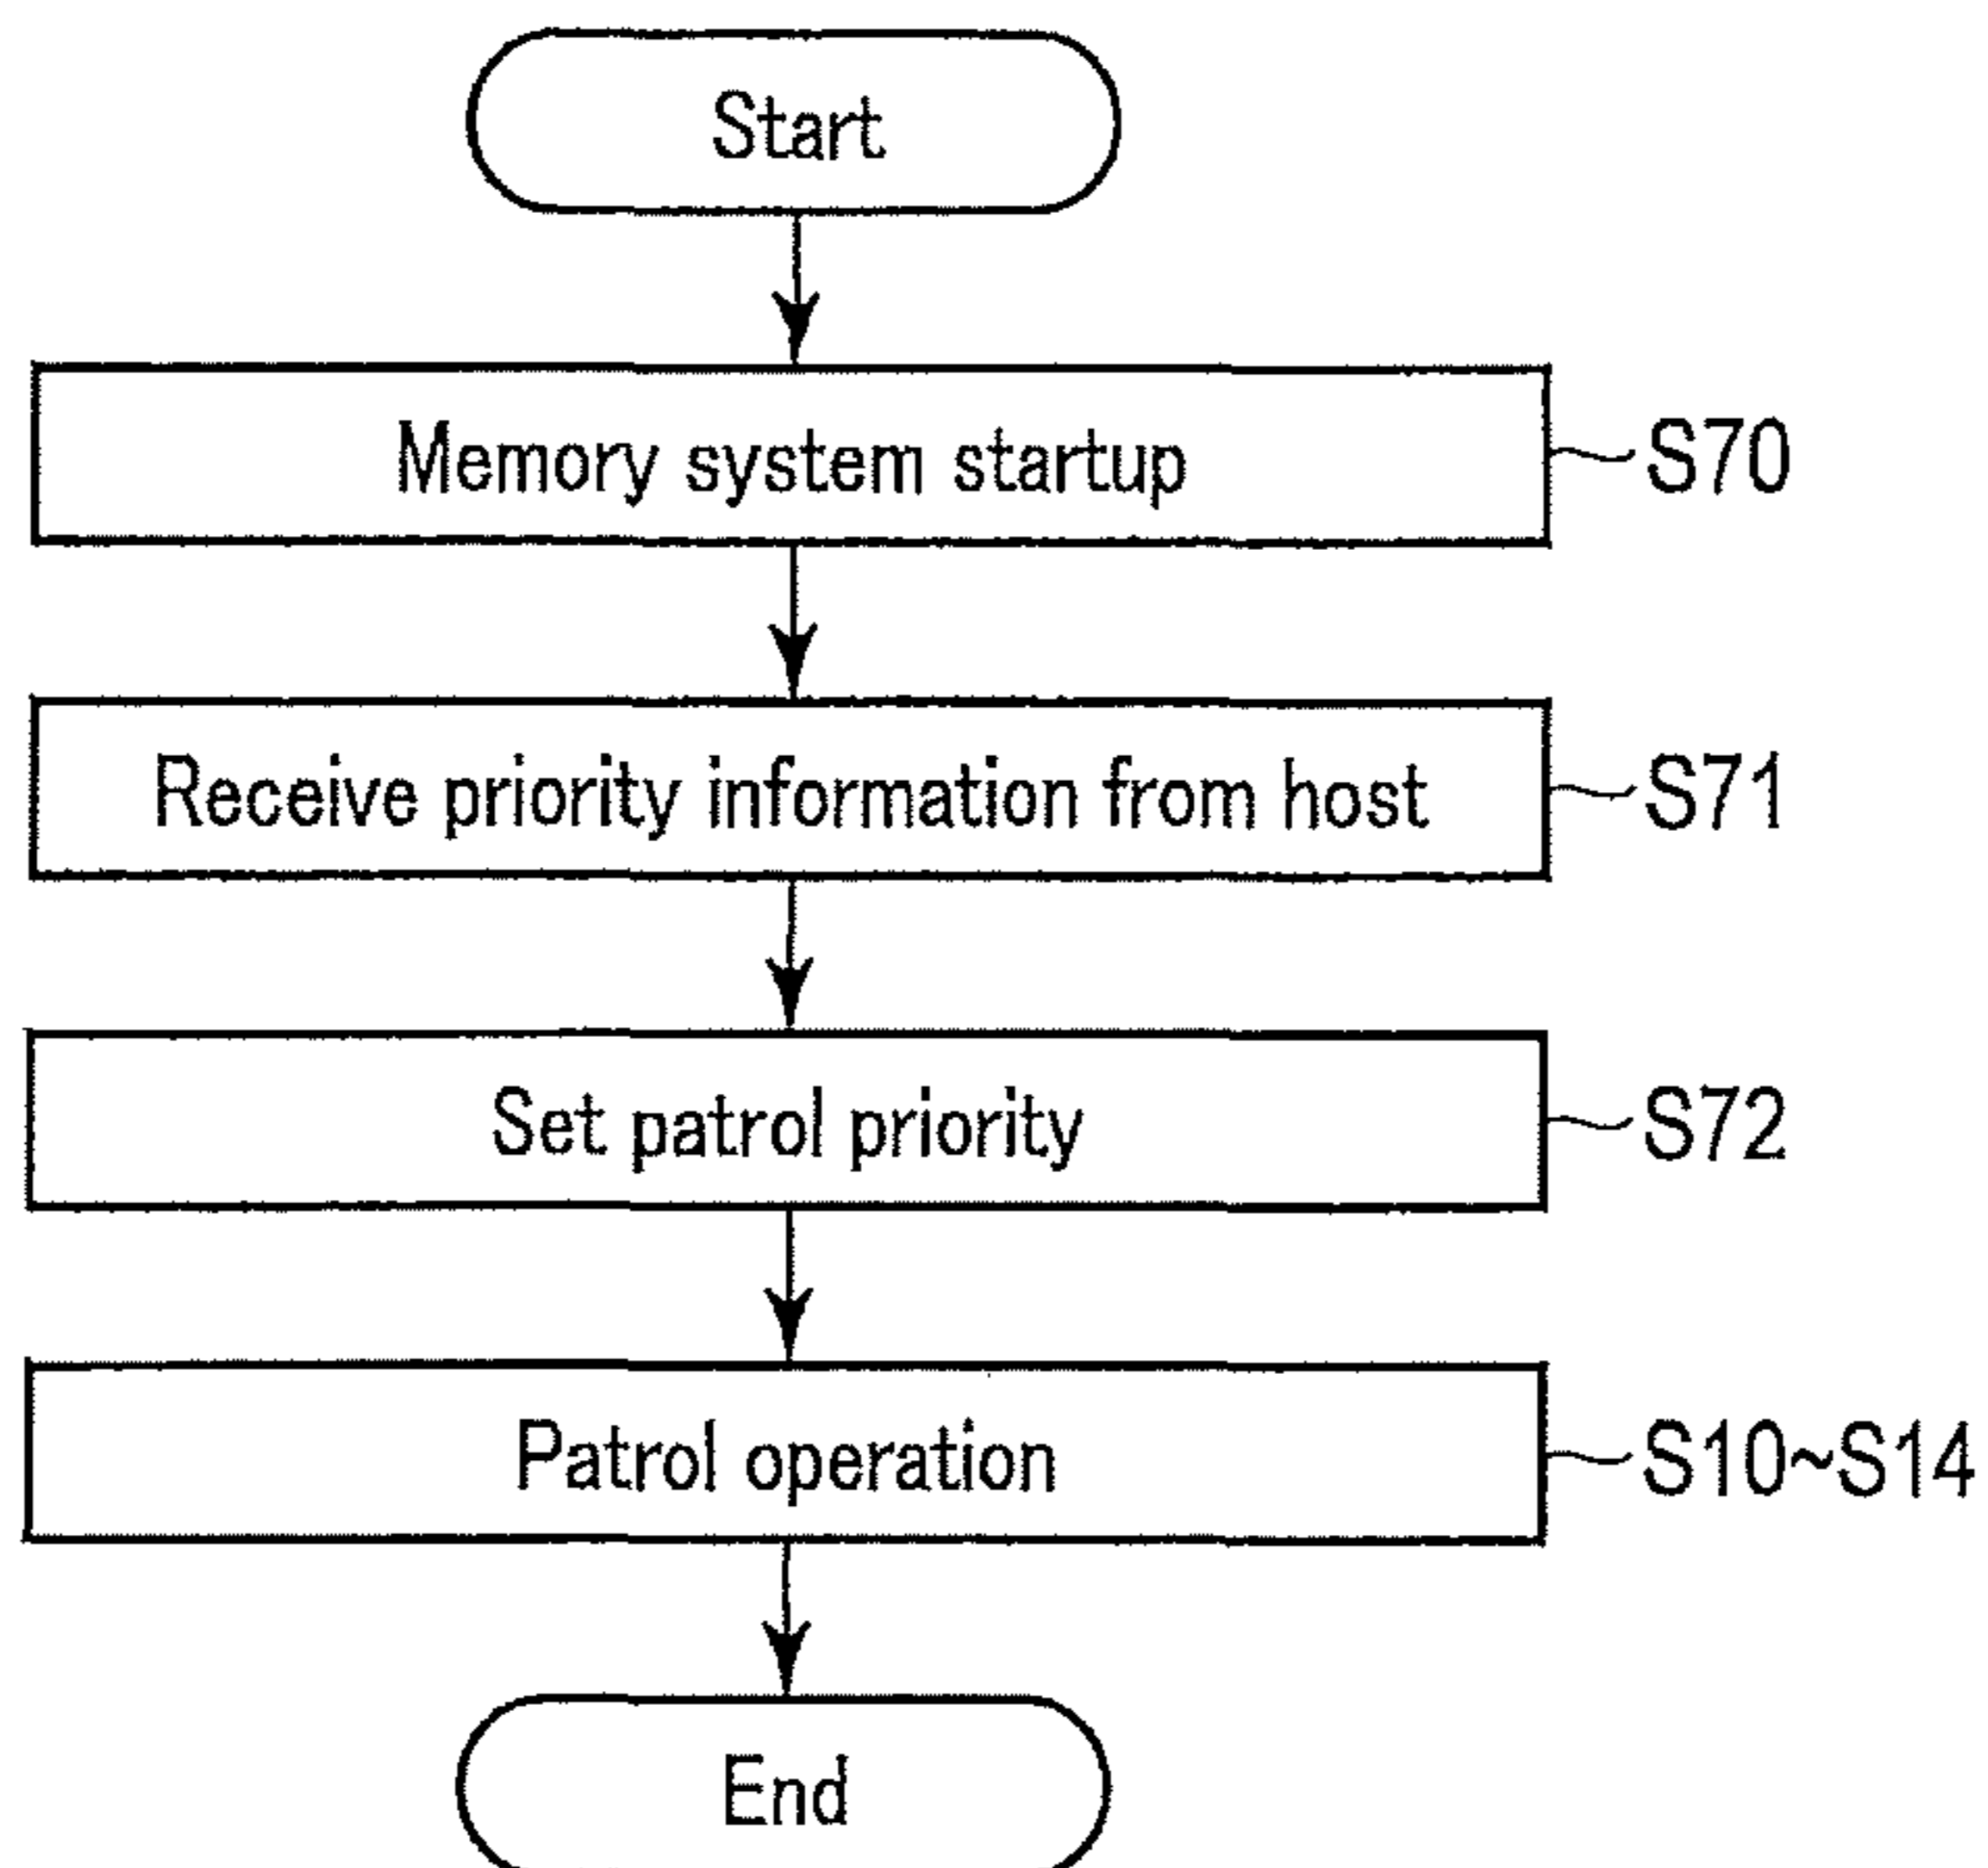 Start
Memory system startup S70
Receive priority information from host S71
Set patrol priority S72
Patrol operation S10~S14
End